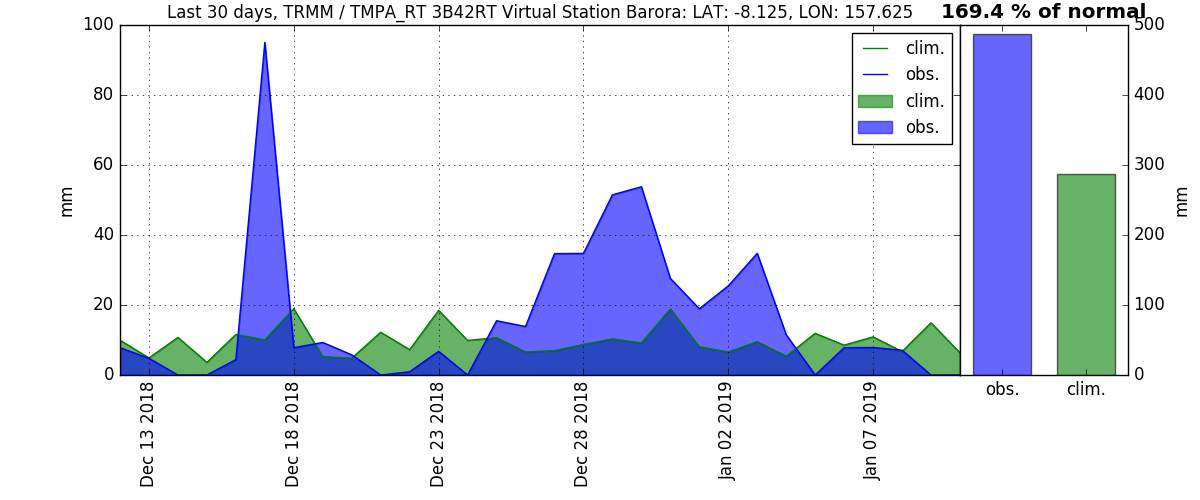 Last 30 days, TRMM / TMPA_RT 3B42RT Virtual Station Barora: LAT: -8.125, LON: 157.625
169.4 % of normal
100
80
60
40
20
0
mm
clim.
obs.
clim.
obs.
500
400
300
200
100
0
mm
obs.
clim.
Dec 13 2018
Dec 18 2018
Dec 23 2018
Dec 28 2018
Jan 02 2019
Jan 07 2019